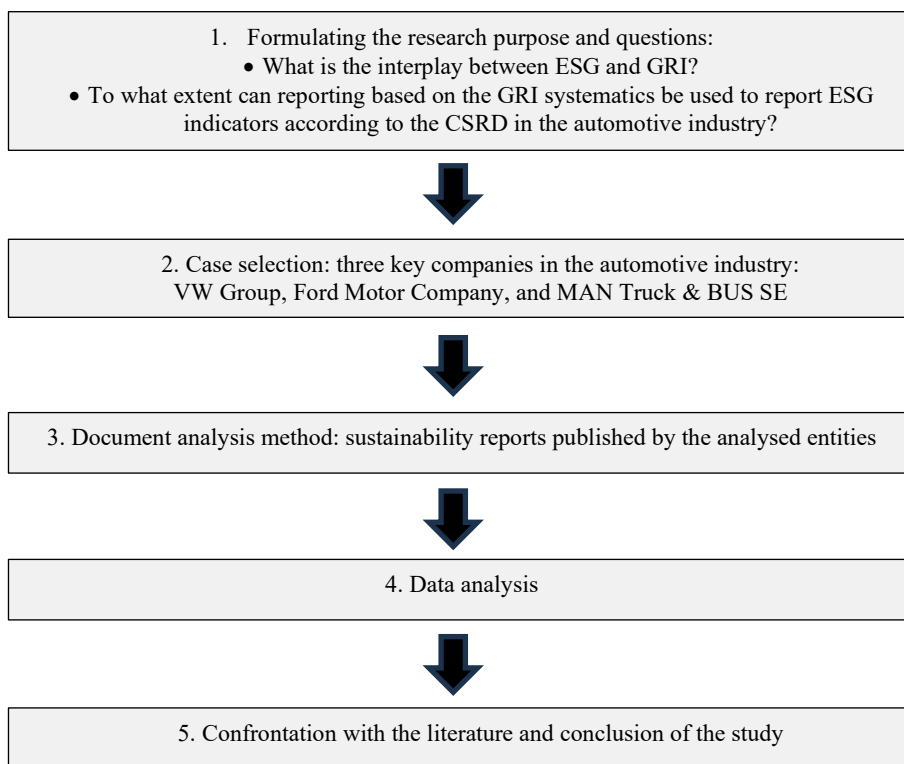 1. Formulating the research purpose and questions:
• What is the interplay between ESG and GRI?
• To what extent can reporting based on the GRI systematics be used to report ESG
indicators according to the CSRD in the automotive industry?
2. Case selection: three key companies in the automotive industry:
VW Group, Ford Motor Company, and MAN Truck & BUS SE
3. Document analysis method: sustainability reports published by the analysed entities
4. Data analysis
5. Confrontation with the literature and conclusion of the study